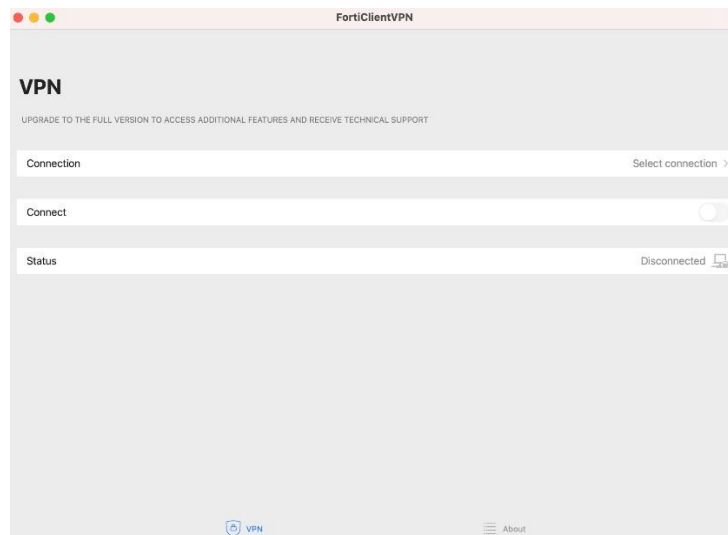 FortiClientVPN
VPN
UPGRADE TO THE FULL VERSION TO ACCESS ADDITIONAL FEATURES AND RECEIVE TECHNICAL SUPPORT
Connection Select connection
Connect
Status Disconnected
VPN About